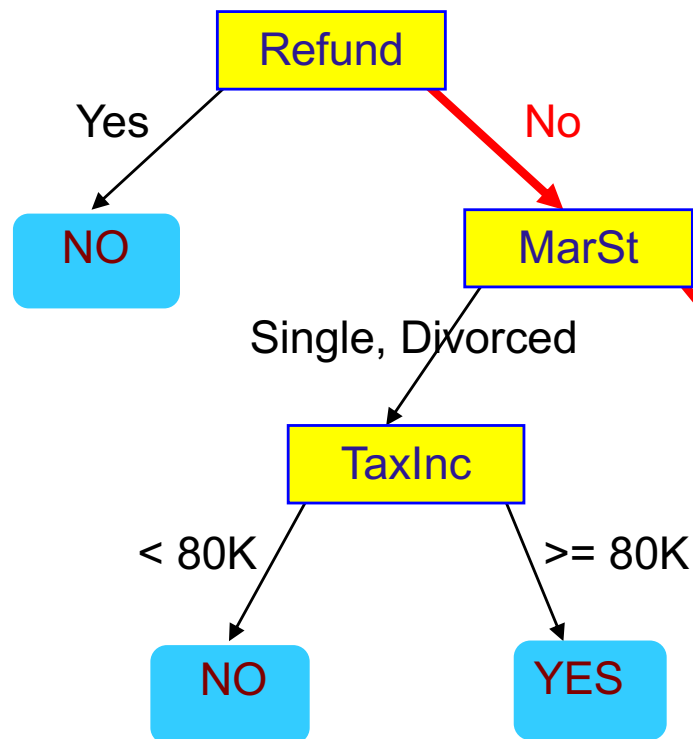 Refund
Yes
No
NO
MarSt
Single, Divorced
TaxInc
< 80K
>= 80K
NO
YES